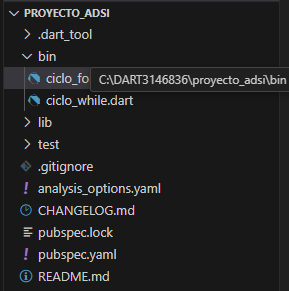 PROYECTO_ADSI
.dart_tool
bin
ciclo_fo C:\DART3146836\proyecto_adsi\bin
ciclo_while.dart
lib
test
.gitignore
analysis_options.yaml
CHANGELOG.md
pubspec.lock
pubspec.yaml
README.md